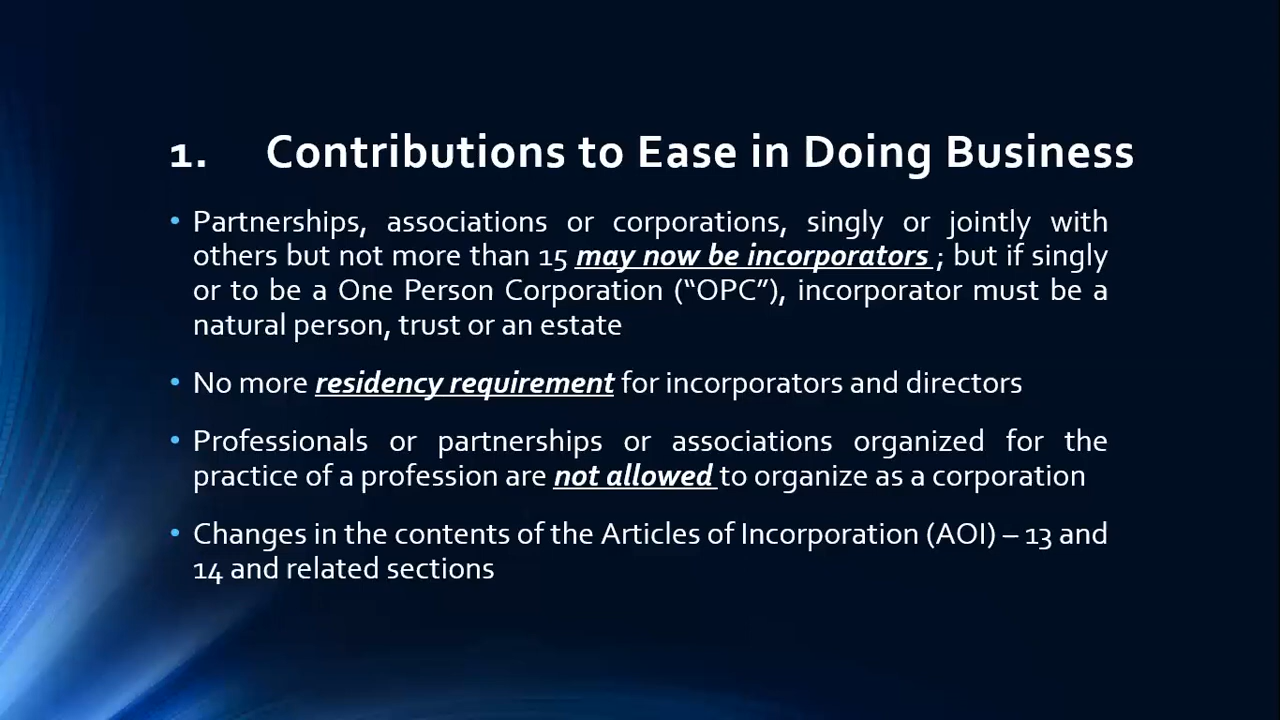 1. Contributions to Ease in Doing Business
• Partnerships, associations or corporations, singly or jointly with
others but not more than 15 may now be incorporators ; but if singly
or to be a One Person Corporation (“OPC”), incorporator must be a
natural person, trust or an estate
• No more residency requirement for incorporators and directors
• Professionals or partnerships or associations organized for the
practice of a profession are not allowed to organize as a corporation
• Changes in the contents of the Articles of Incorporation (AOI) – 13 and
14 and related sections